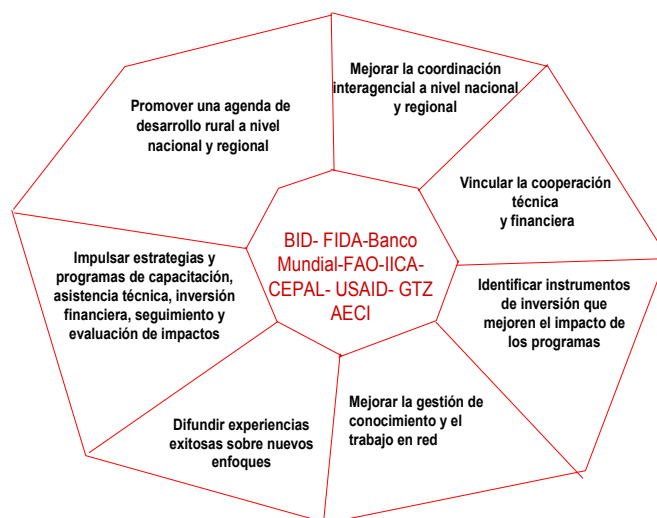 Mejorar la coordinación
interagencial a nivel nacional
y regional
Promover una agenda de
desarrollo rural a nivel
nacional y regional
Vincular la cooperación
técnica
y financiera
BID- FIDA-Banco
Mundial-FAO-IICA-
CEPAL- USAID- GTZ
AECI
Impulsar estrategias y
programas de capacitación,
asistencia técnica, inversión
financiera, seguimiento y
evaluación de impactos
Identificar instrumentos
de inversión que
mejoren el impacto de
los programas
Mejorar la gestión de
conocimiento y el
trabajo en red
Difundir experiencias
exitosas sobre nuevos
enfoques